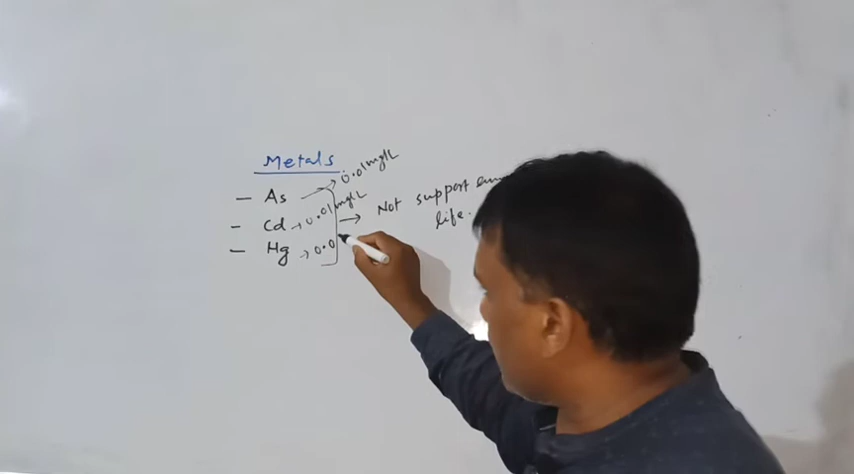 Metals
- As → 0.01mg/L
- Cd → 0.01mg/L → Not support
life.
- Hg → 0.0